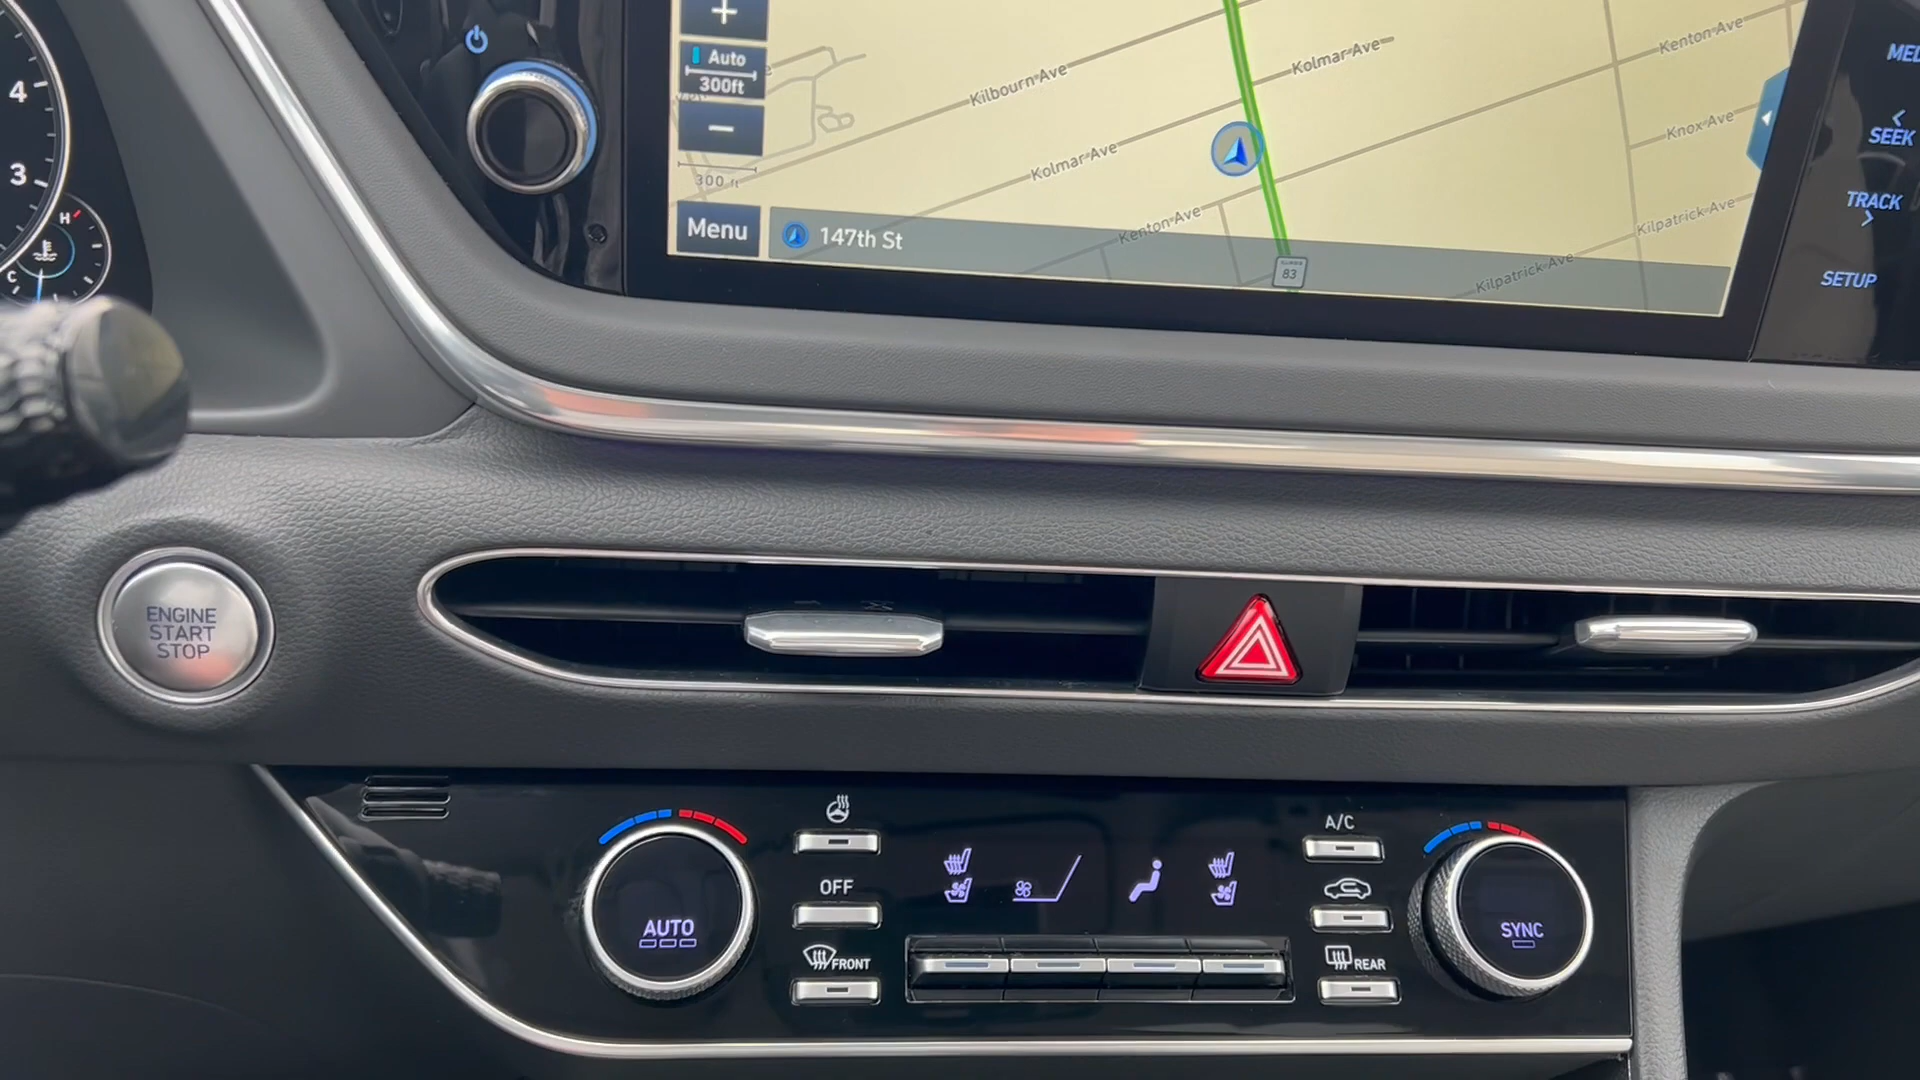 4
3
H
C
+
Auto
300ft
−
300 ft
Menu
147th St
Kilbourn Ave
Kolmar Ave
Kolmar Ave
Kenton Ave
Kenton Ave
Knox Ave
Kilpatrick Ave
Kilpatrick Ave
83
MED
< SEEK
TRACK >
SETUP
ENGINE
START
STOP
AUTO
OFF
FRONT
A/C
REAR
SYNC